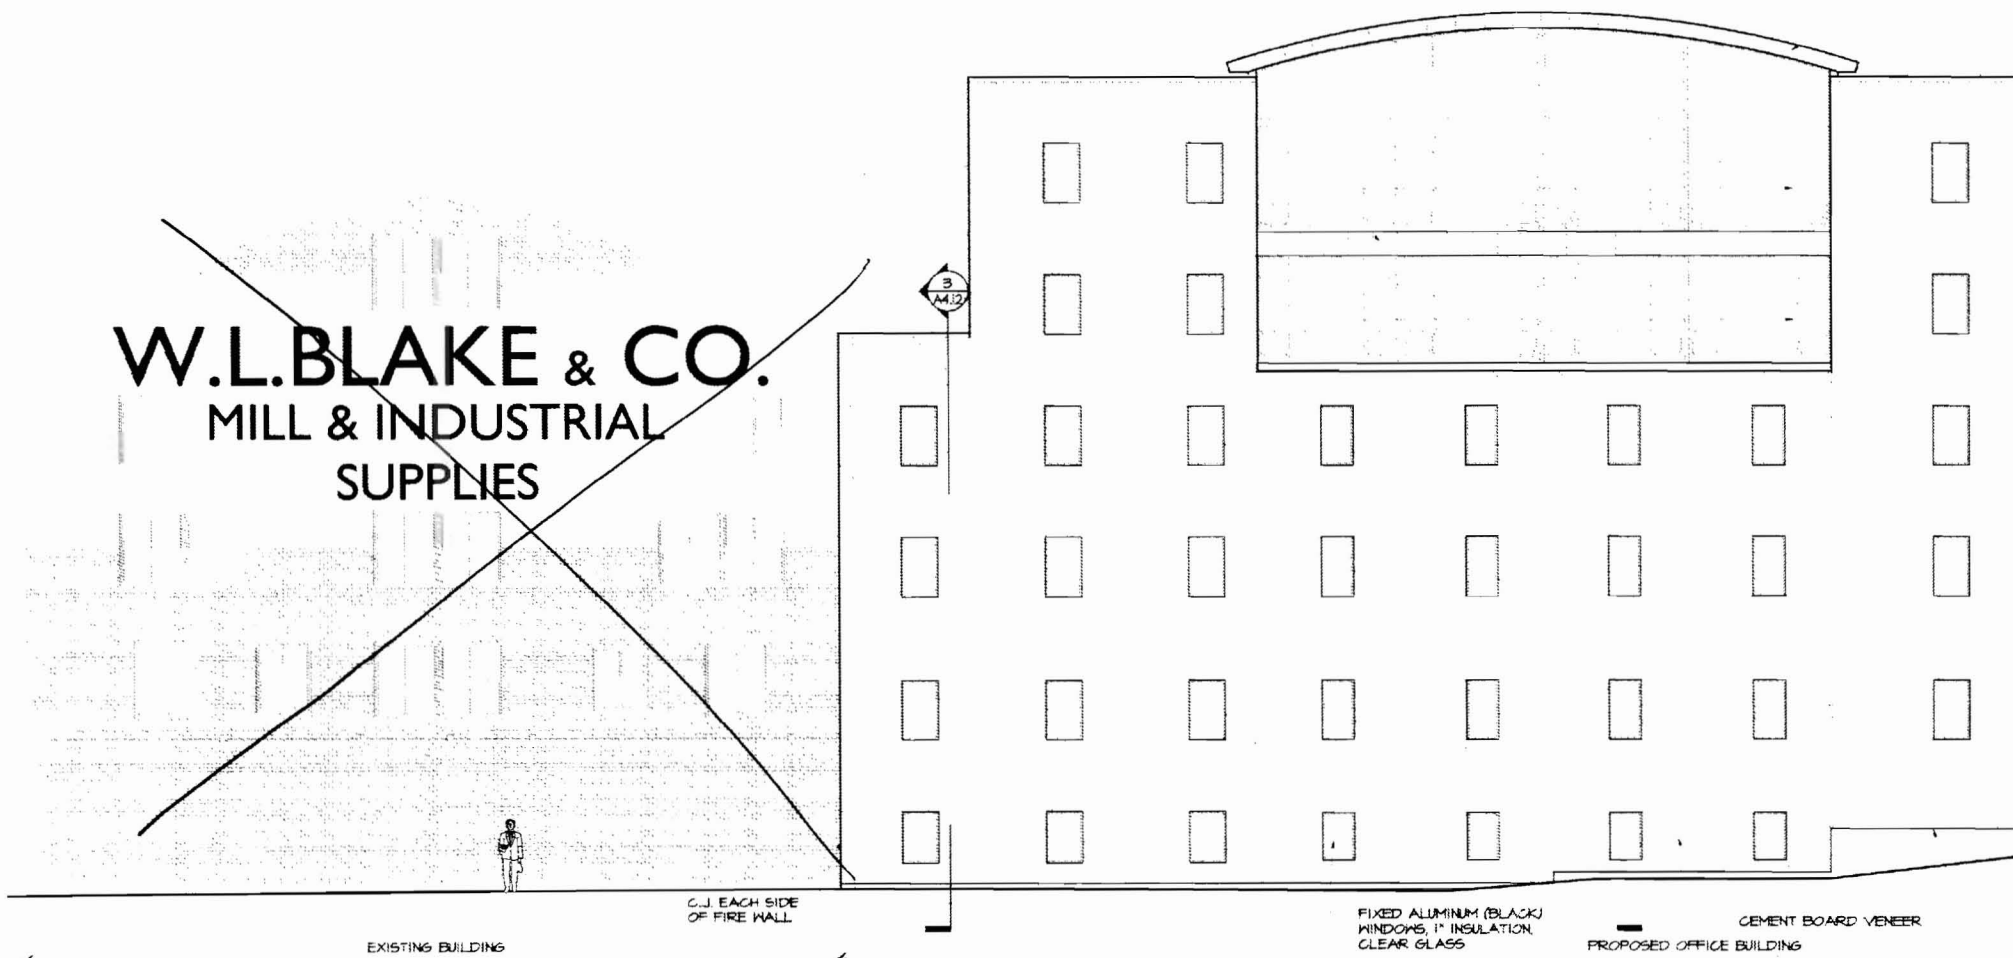 W.L.BLAKE & CO.
MILL & INDUSTRIAL
SUPPLIES
3
A4.12
C.J. EACH SIDE
OF FIRE WALL
EXISTING BUILDING
FIXED ALUMINUM (BLACK)
WINDOWS, 1" INSULATION,
CLEAR GLASS
CEMENT BOARD VENEER
PROPOSED OFFICE BUILDING